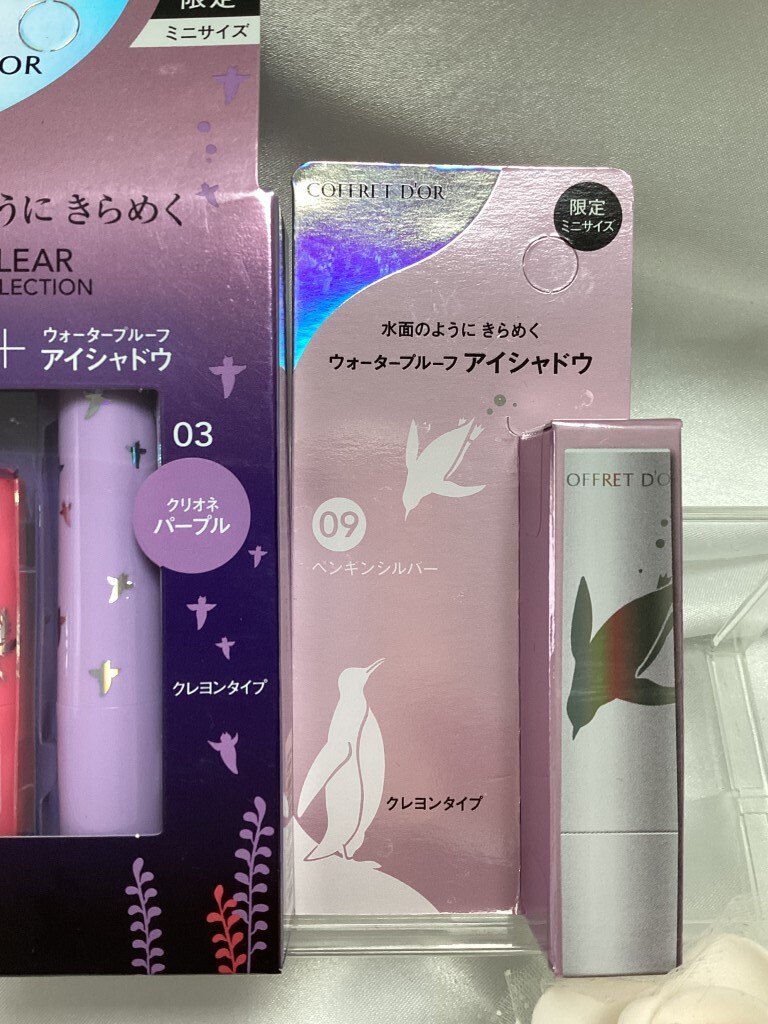 限定
ミニサイズ
OR
うに きらめく
LEAR
LECTION
+
ウォータープルーフ
アイシャドウ
03
クリオネ
パープル
クレヨンタイプ
COFFRET D'OR
限定
ミニサイズ
水面のように きらめく
ウォータープルーフ アイシャドウ
09
ペンギンシルバー
クレヨンタイプ
OFFRET D'O